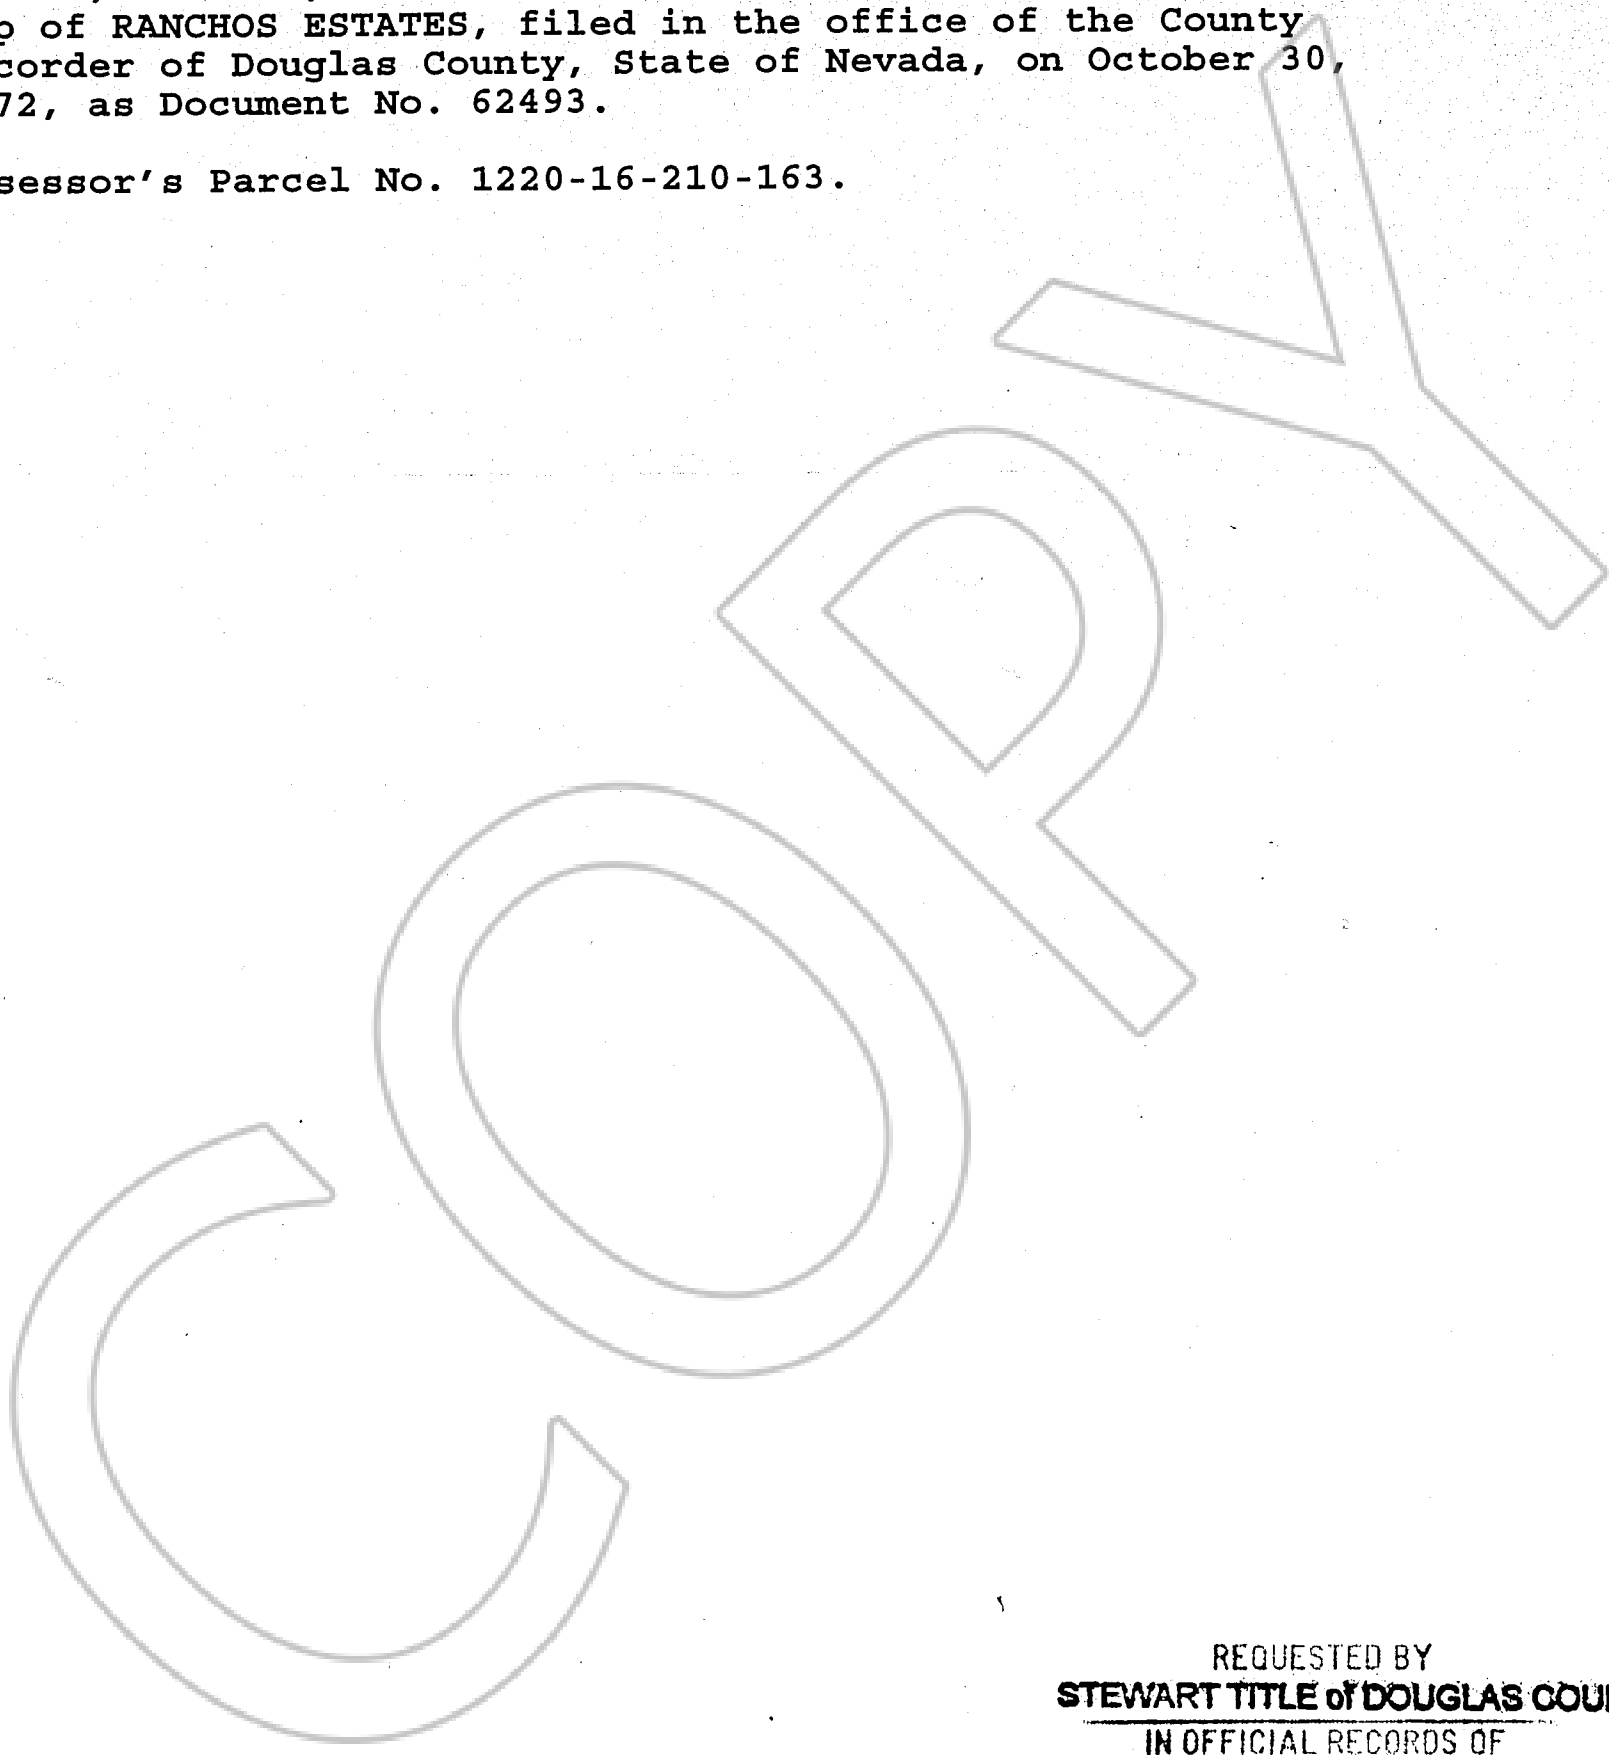 p of RANCHOS ESTATES, filed in the office of the County
corder of Douglas County, State of Nevada, on October 30,
72, as Document No. 62493.
sessor's Parcel No. 1220-16-210-163.
COPY
REQUESTED BY
STEWART TITLE of DOUGLAS COU
IN OFFICIAL RECORDS OF